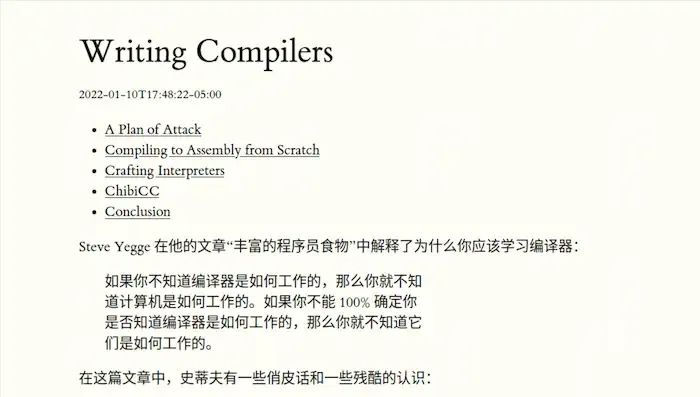 Writing Compilers
2022-01-10T17:48:22-05:00
A Plan of Attack
Compiling to Assembly from Scratch
Crafting Interpreters
ChibiCC
Conclusion
Steve Yegge 在他的文章“丰富的程序员食物”中解释了为什么你应该学习编译器：
如果你不知道编译器是如何工作的，那么你就不知
道计算机是如何工作的。如果你不能 100% 确定你
是否知道编译器是如何工作的，那么你就不知道它
们是如何工作的。
在这篇文章中，史蒂夫有一些俏皮话和一些残酷的认识：